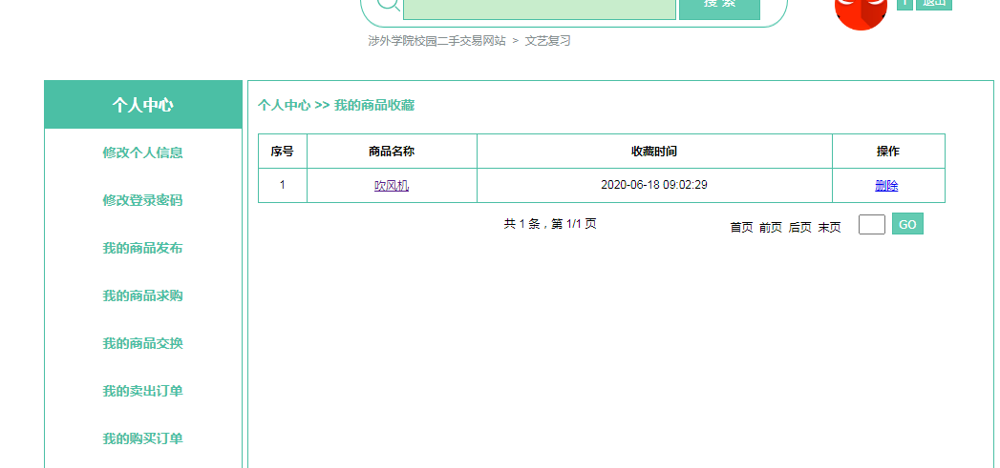 搜 索
退出
涉外学院校园二手交易网站 > 文艺复习
个人中心
修改个人信息
修改登录密码
我的商品发布
我的商品求购
我的商品交换
我的卖出订单
我的购买订单
个人中心 >> 我的商品收藏
序号 商品名称 收藏时间 操作
1 吹风机 2020-06-18 09:02:29 删除
共 1 条，第 1/1 页
首页 前页 后页 末页 GO